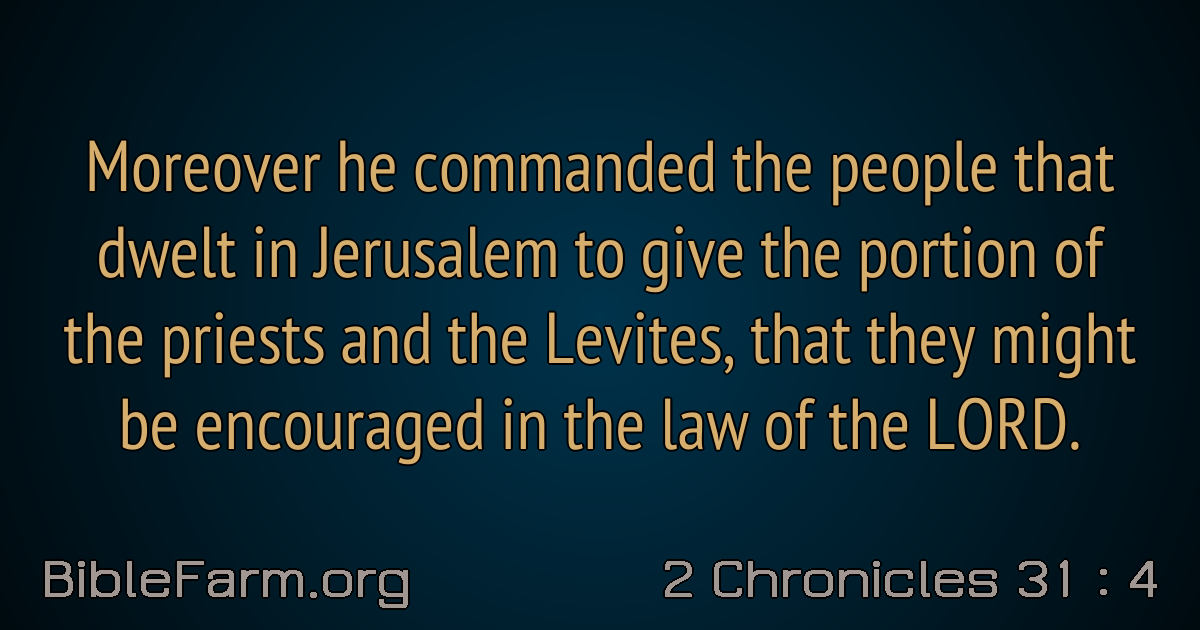 Moreover he commanded the people that
dwelt in Jerusalem to give the portion of
the priests and the Levites, that they might
be encouraged in the law of the LORD.
BibleFarm.org
2 Chronicles 31 : 4